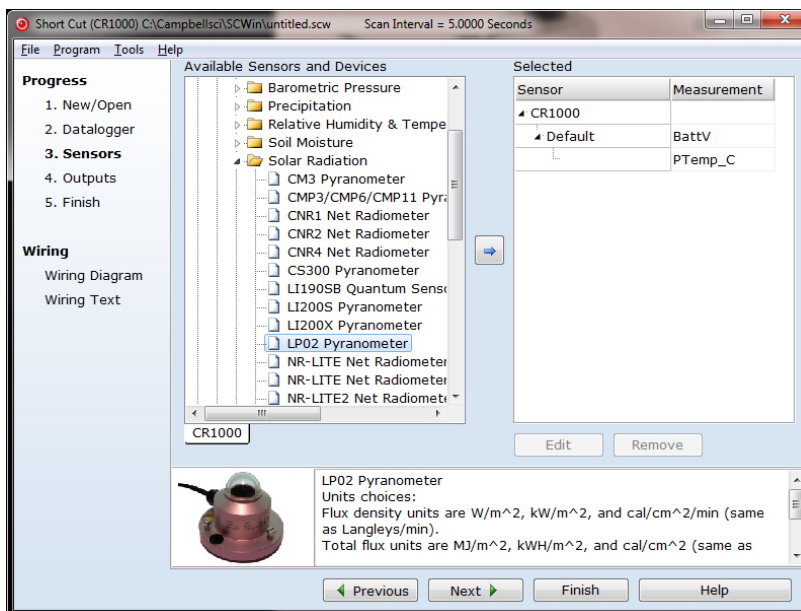 Short Cut (CR1000) C:\Campbellsci\SCWin\untitled.scw Scan Interval = 5.0000 Seconds
File Program Tools Help
Progress
1. New/Open
2. Datalogger
3. Sensors
4. Outputs
5. Finish
Wiring
Wiring Diagram
Wiring Text
Available Sensors and Devices
Barometric Pressure
Precipitation
Relative Humidity & Tempe
Soil Moisture
Solar Radiation
CM3 Pyranometer
CMP3/CMP6/CMP11 Pyra
CNR1 Net Radiometer
CNR2 Net Radiometer
CNR4 Net Radiometer
CS300 Pyranometer
LI190SB Quantum Senso
LI200S Pyranometer
LI200X Pyranometer
LP02 Pyranometer
NR-LITE Net Radiometer
NR-LITE Net Radiometer
NR-LITE2 Net Radiomete
CR1000
Selected
Sensor Measurement
CR1000
Default BattV
PTemp_C
Edit Remove
LP02 Pyranometer
Units choices:
Flux density units are W/m^2, kW/m^2, and cal/cm^2/min (same
as Langleys/min).
Total flux units are MJ/m^2, kWH/m^2, and cal/cm^2 (same as
Previous Next Finish Help